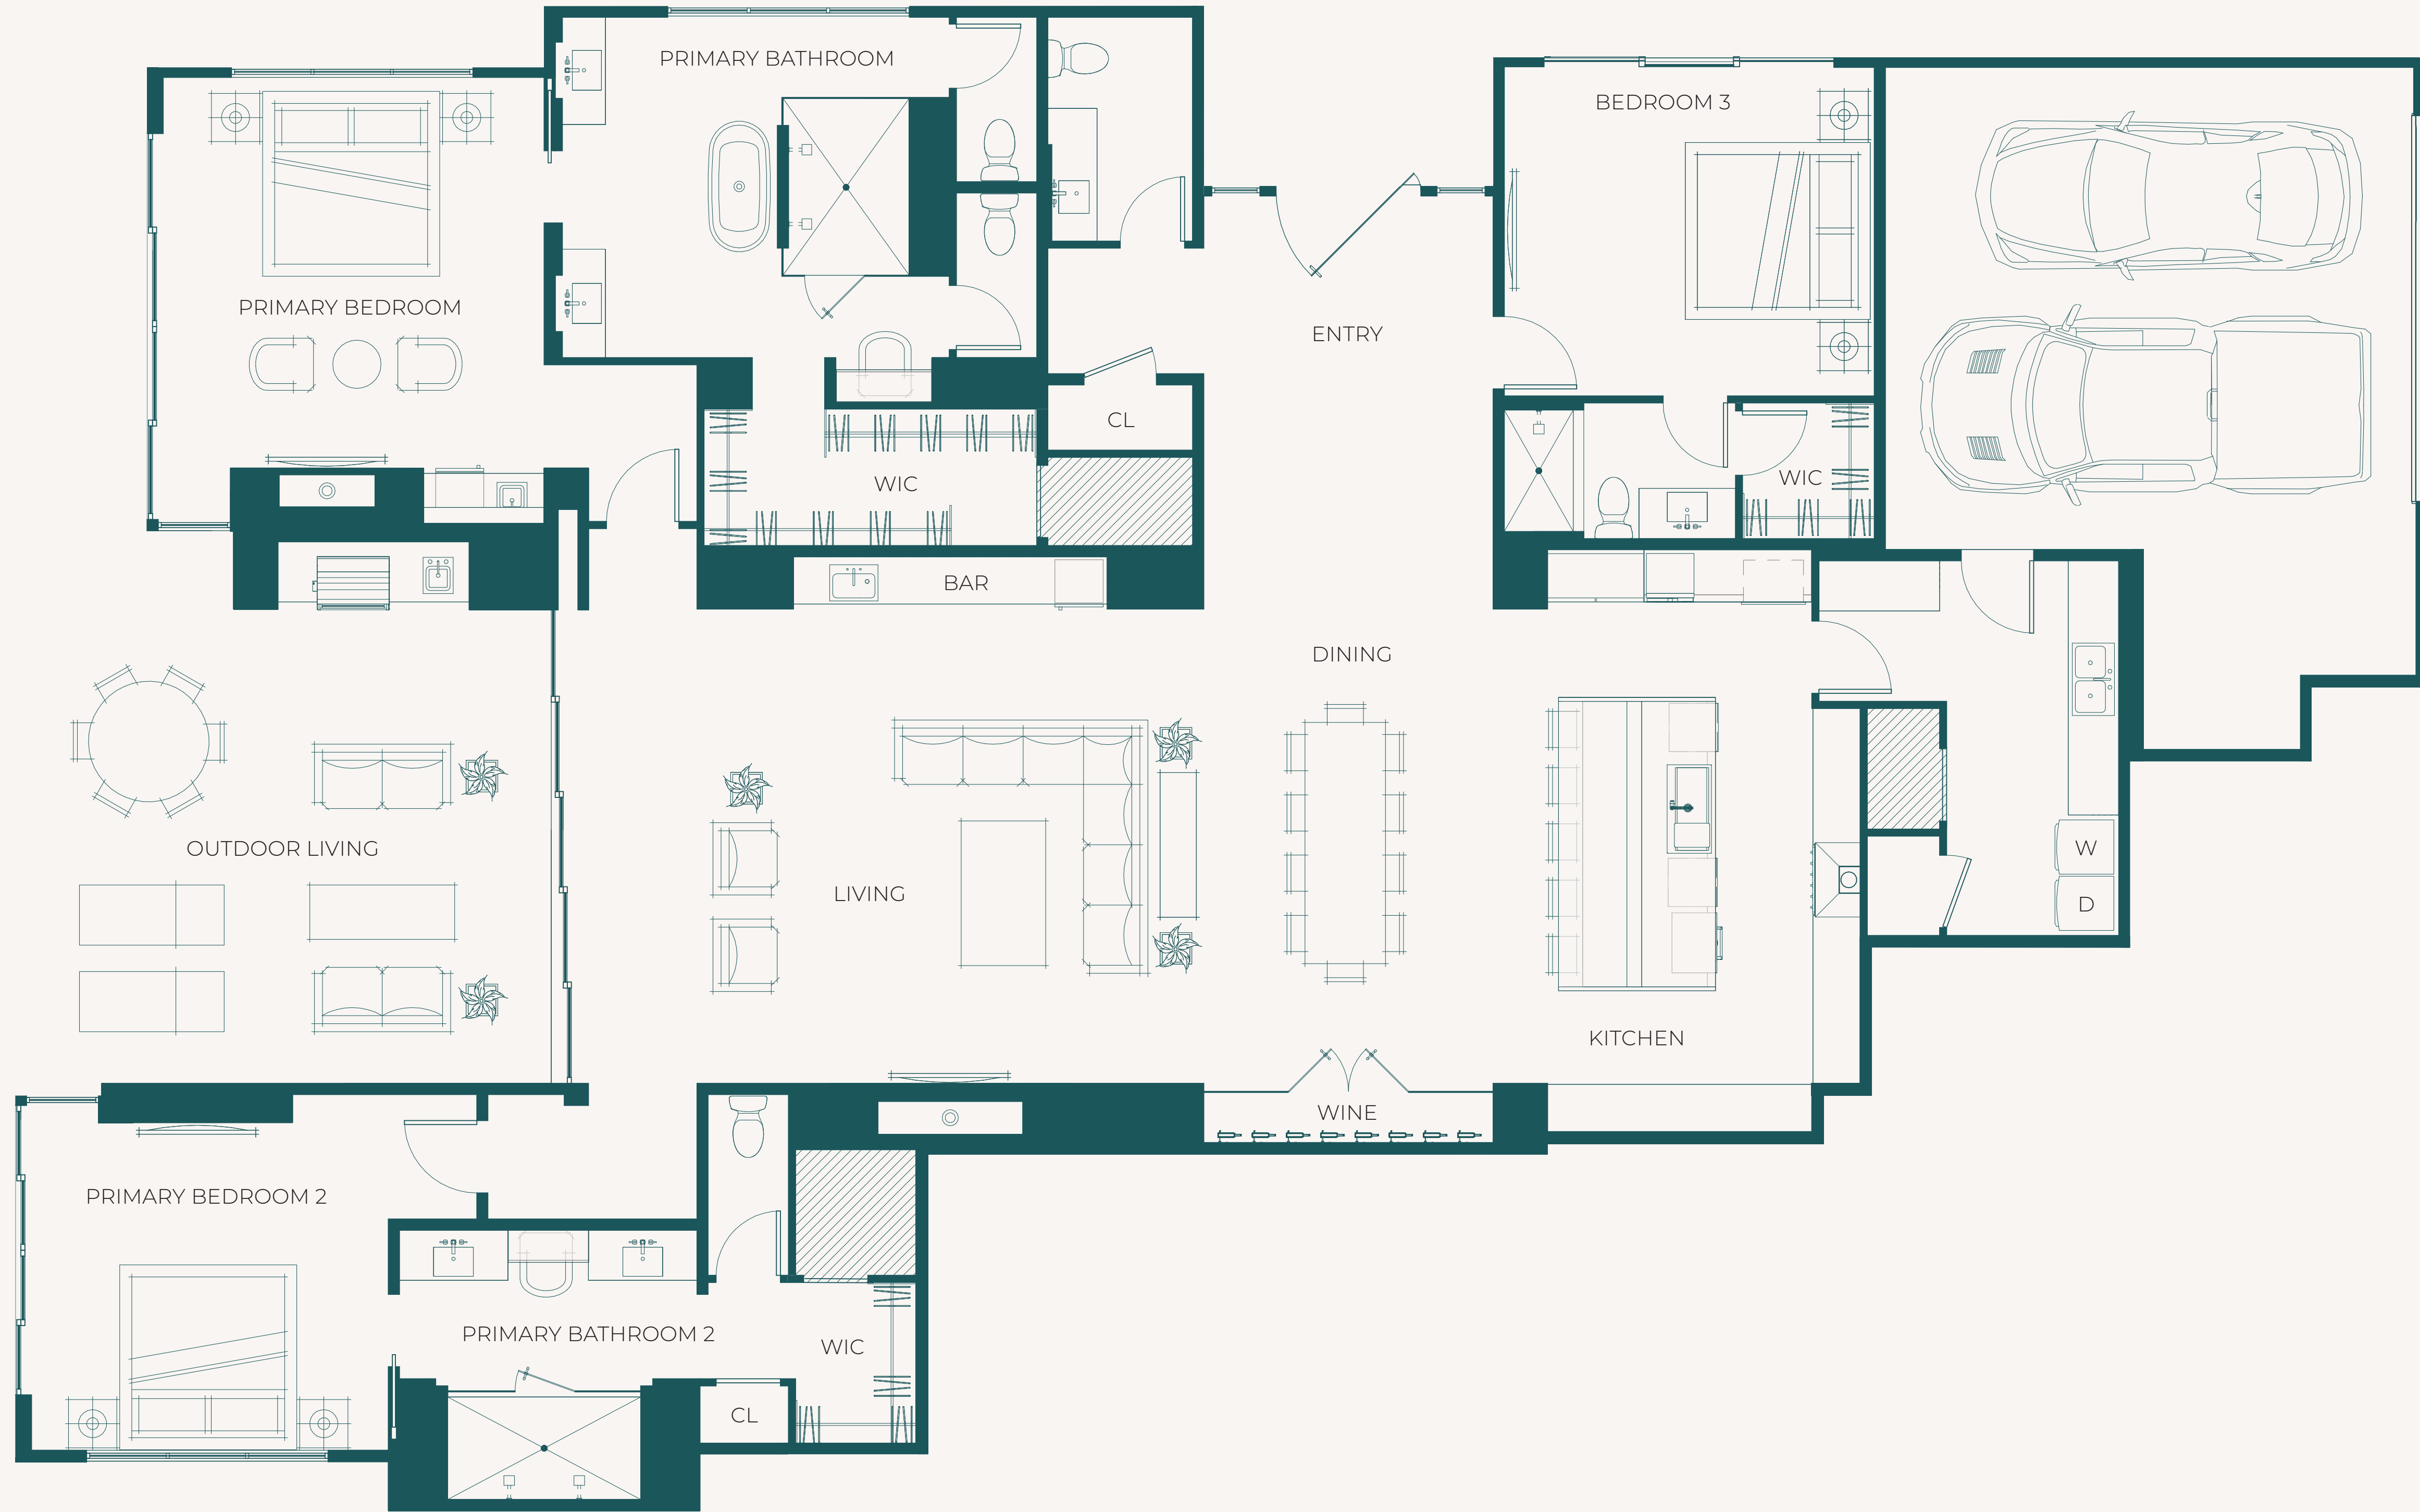 PRIMARY BATHROOM
BEDROOM 3
PRIMARY BEDROOM
ENTRY
CL
WIC
WIC
BAR
DINING
OUTDOOR LIVING
LIVING
W
D
KITCHEN
WINE
PRIMARY BEDROOM 2
PRIMARY BATHROOM 2
WIC
CL